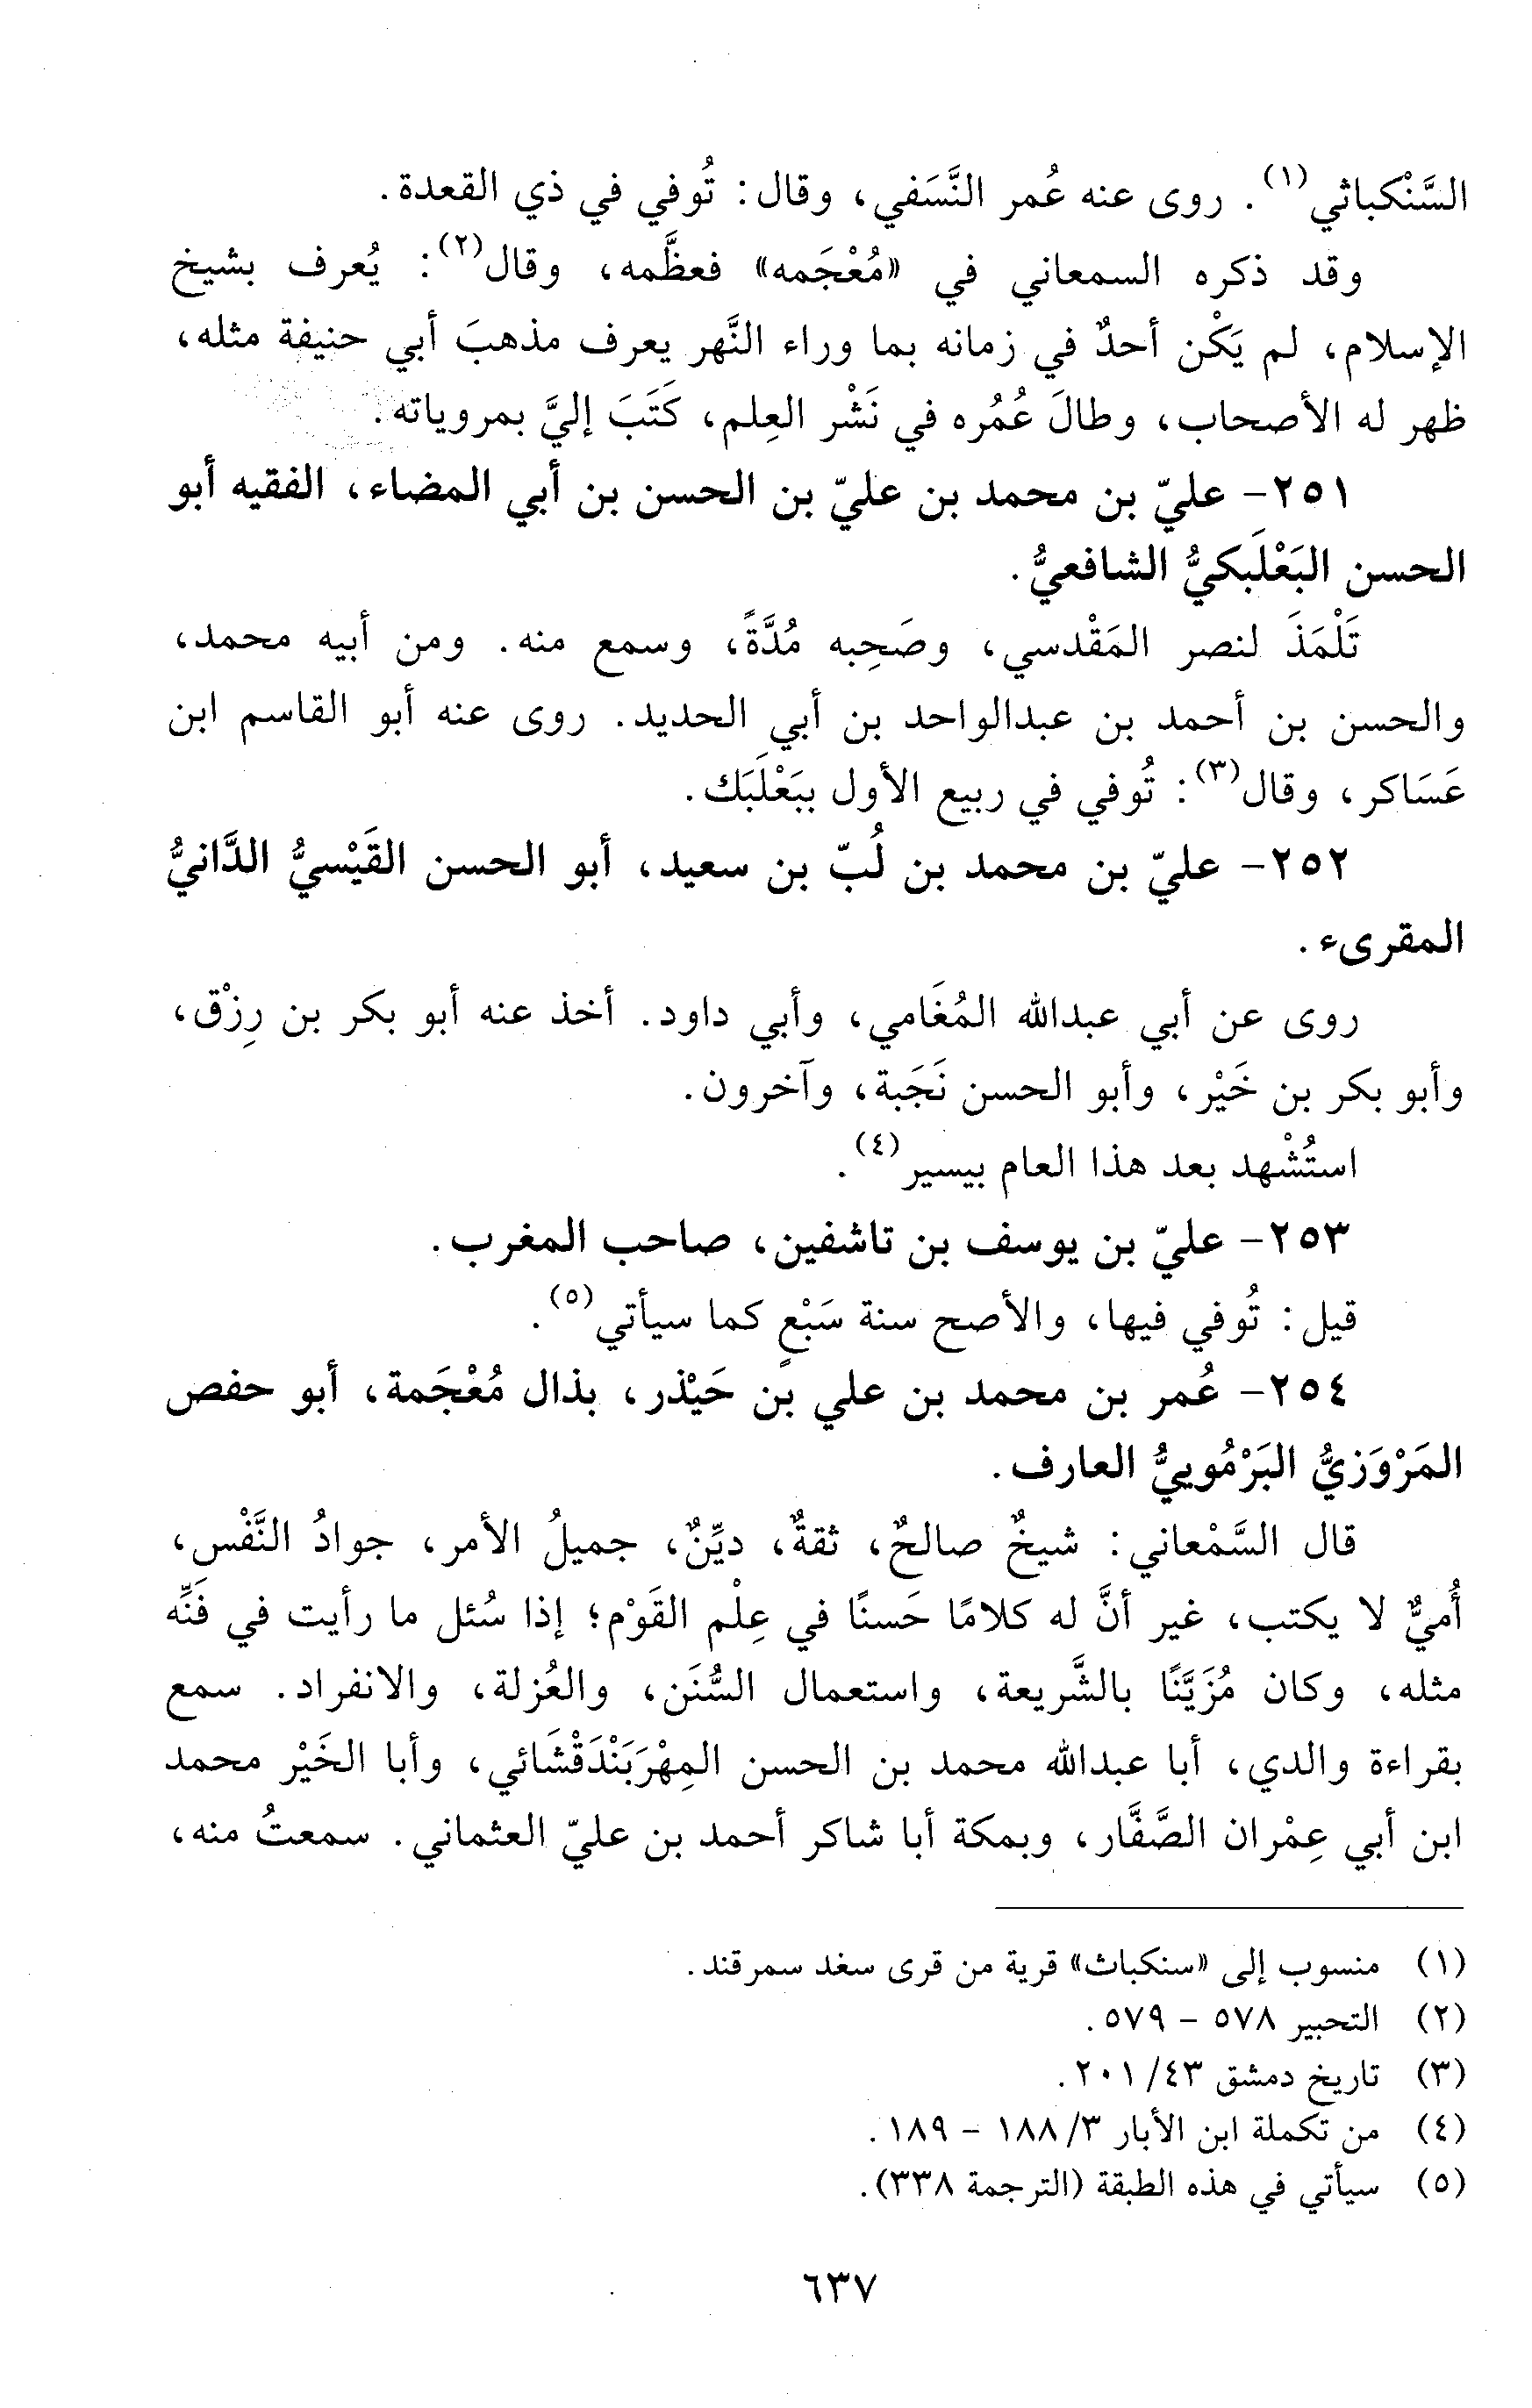 السَّنْكباثي(١). روى عنه عُمر النَّسَفي، وقال: تُوفي في ذي القعدة.
وقد ذكره السمعاني في «مُعْجَمه» فعظَّمه، وقال(٢): يُعرف بشيخ
الإسلام، لم يَكْن أحدٌ في زمانه بما وراء النَّهر يعرف مذهبَ أبي حنيفة مثله،
ظهر له الأصحاب، وطالَ عُمُره في نَشْر العِلم، كَتَبَ إليَّ بمروياته.
٢٥١- عليّ بن محمد بن عليّ بن الحسن بن أبي المضاء، الفقيه أبو
الحسن البَعْلَبكيُّ الشافعيُّ.
تَلْمَذَ لنصر المَقْدسي، وصَحِبه مُدَّةً، وسمع منه. ومن أبيه محمد،
والحسن بن أحمد بن عبدالواحد بن أبي الحديد. روى عنه أبو القاسم ابن
عَسَاكر، وقال(٣): تُوفي في ربيع الأول ببَعْلَبَك.
٢٥٢- عليّ بن محمد بن لُبّ بن سعيد، أبو الحسن القَيْسيُّ الدَّانيُّ
المقرىء.
روى عن أبي عبدالله المُغَامي، وأبي داود. أخذ عنه أبو بكر بن رِزْق،
وأبو بكر بن خَيْر، وأبو الحسن نَجَبة، وآخرون.
استُشْهد بعد هذا العام بيسير(٤).
٢٥٣- عليّ بن يوسف بن تاشفين، صاحب المغرب.
قيل: تُوفي فيها، والأصح سنة سَبْعٍ كما سيأتي(٥).
٢٥٤- عُمر بن محمد بن علي بن حَيْذر، بذال مُعْجَمة، أبو حفص
المَرْوَزيُّ البَرْمُوييُّ العارف.
قال السَّمْعاني: شيخٌ صالحٌ، ثقةٌ، ديِّنٌ، جميلُ الأمر، جوادُ النَّفْس،
أُميٌّ لا يكتب، غير أنَّ له كلامًا حَسنًا في عِلْم القَوْم؛ إذا سُئل ما رأيت في فَنِّه
مثله، وكان مُزَيَّنًا بالشَّريعة، واستعمال السُّنَن، والعُزلة، والانفراد. سمع
بقراءة والدي، أبا عبدالله محمد بن الحسن المِهْرَبَنْدَقْشَائي، وأبا الخَيْر محمد
ابن أبي عِمْران الصَّفَّار، وبمكة أبا شاكر أحمد بن عليّ العثماني. سمعتُ منه،
(١) منسوب إلى «سنكباث» قرية من قرى سغد سمرقند.
(٢) التحبير ٥٧٨ - ٥٧٩.
(٣) تاريخ دمشق ٤٣/ ٢٠١.
(٤) من تكملة ابن الأبار ٣/ ١٨٨ - ١٨٩.
(٥) سيأتي في هذه الطبقة (الترجمة ٣٣٨).
٦٣٧